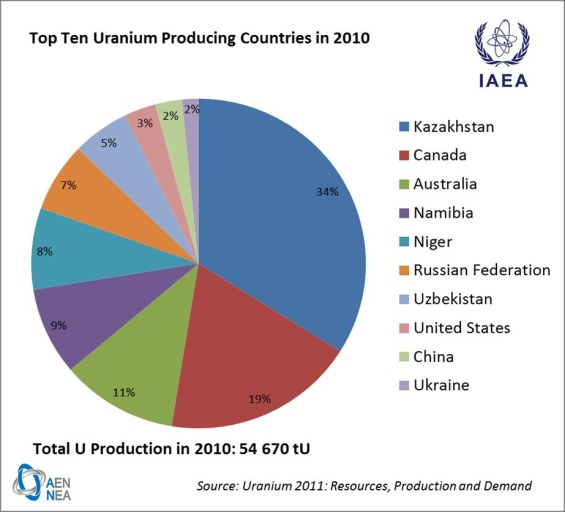 Top Ten Uranium Producing Countries in 2010
IAEA
34%
19%
11%
9%
8%
7%
5%
3%
2%
2%
Kazakhstan
Canada
Australia
Namibia
Niger
Russian Federation
Uzbekistan
United States
China
Ukraine
Total U Production in 2010: 54 670 tU
AEN
NEA
Source: Uranium 2011: Resources, Production and Demand